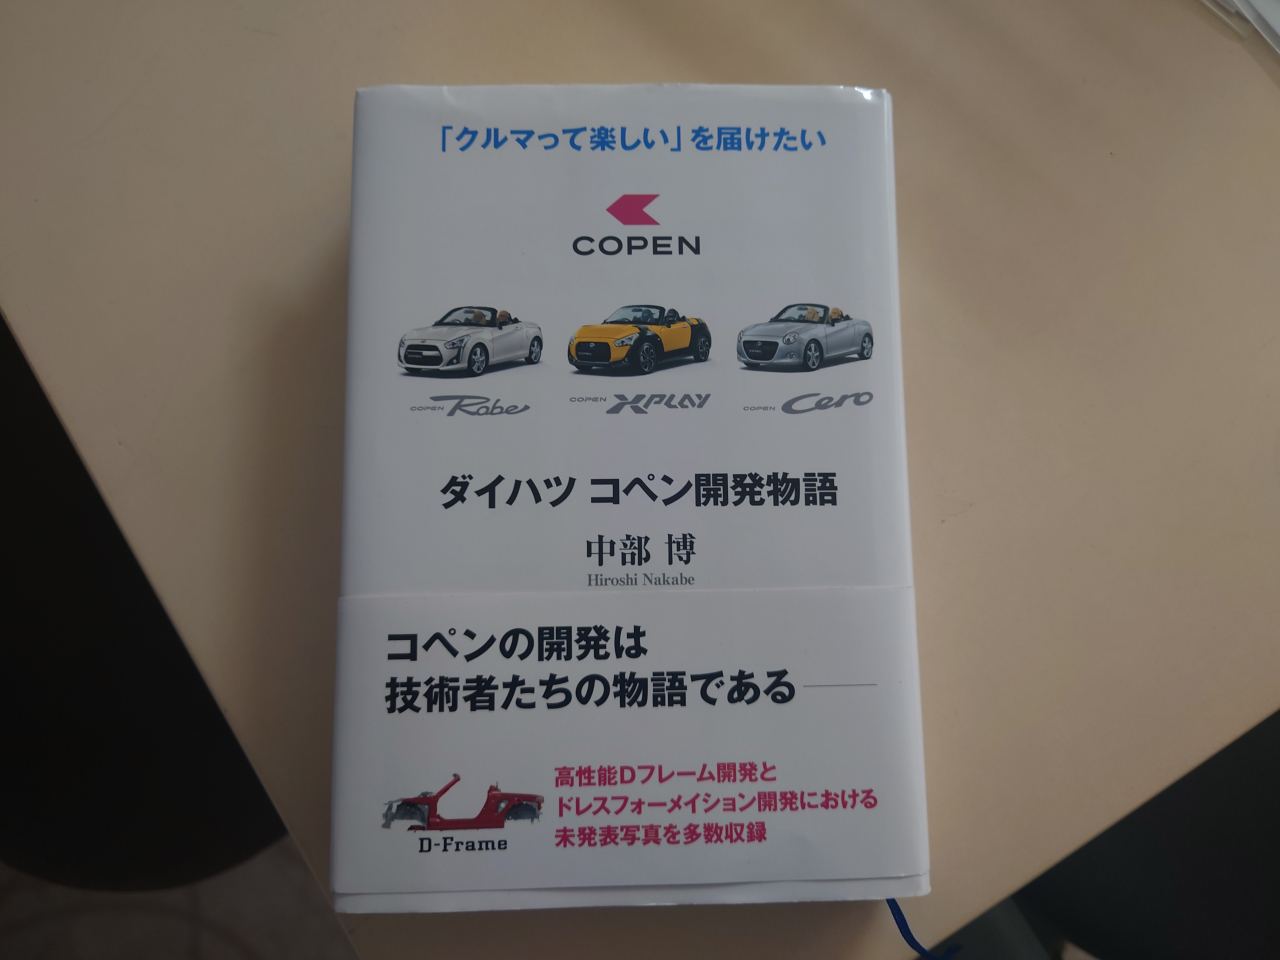 「クルマって楽しい」を届けたい
COPEN
COPEN Robe
COPEN XPLAY
COPEN Cero
ダイハツ コペン開発物語
中部 博
Hiroshi Nakabe
コペンの開発は
技術者たちの物語である
高性能Dフレーム開発と
ドレスフォーメイション開発における
未発表写真を多数収録
D-Frame